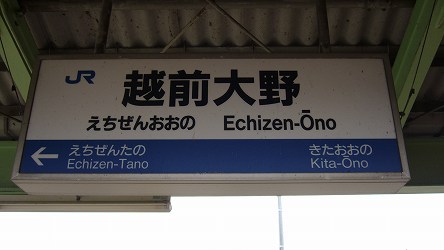 JR
越前大野
えちぜんおおの Echizen-Ōno
← えちぜんたの きたおおの
Echizen-Tano Kita-Ōno